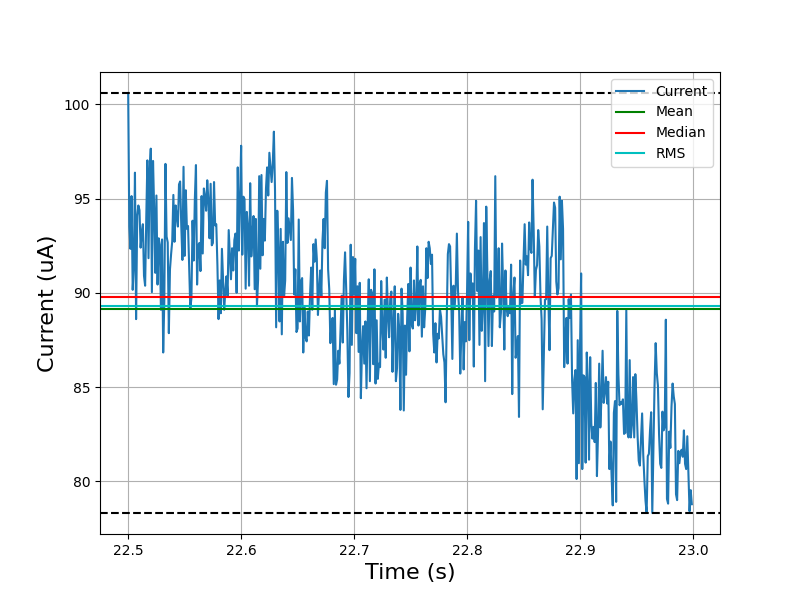 Current
Mean
Median
RMS
100
95
90
85
80
Current (uA)
22.5 22.6 22.7 22.8 22.9 23.0
Time (s)